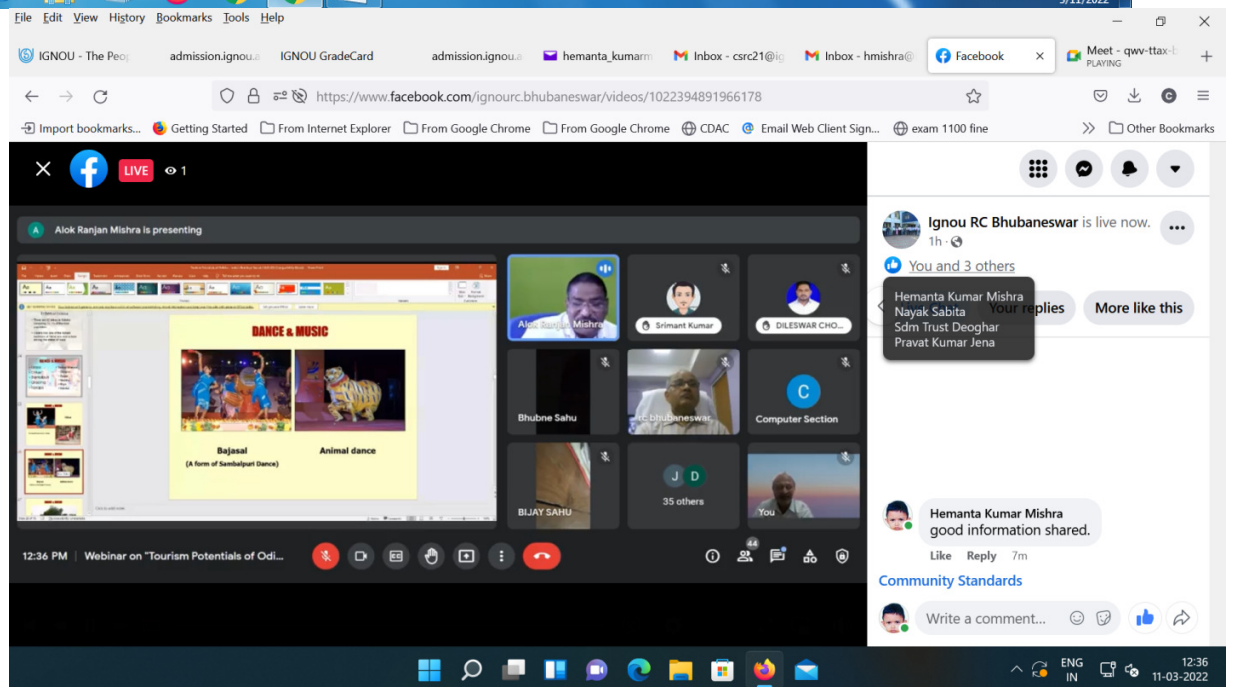 3/11/2022
File Edit View History Bookmarks Tools Help
IGNOU - The Peop
admission.ignou.a
IGNOU GradeCard
admission.ignou.a
hemanta_kumarm
Inbox - csrc21@ig
Inbox - hmishra@
Facebook
Meet - qwv-ttax-b
PLAYING
https://www.facebook.com/ignourc.bhubaneswar/videos/1022394891966178
Import bookmarks... Getting Started From Internet Explorer From Google Chrome From Google Chrome CDAC Email Web Client Sign... exam 1100 fine Other Bookmarks
LIVE 1
A Alok Ranjan Mishra is presenting
DANCE & MUSIC
Bajasal
(A form of Sambalpuri Dance)
Animal dance
Alok Ranjan Mishra
Srimant Kumar
DILESWAR CHO...
Bhubne Sahu
rc bhubaneswar
C
Computer Section
BIJAY SAHU
J D
35 others
You
12:36 PM | Webinar on "Tourism Potentials of Odi...
44
Ignou RC Bhubaneswar is live now.
1h
You and 3 others
Hemanta Kumar Mishra
Nayak Sabita
Sdm Trust Deoghar
Pravat Kumar Jena
Your replies
More like this
Hemanta Kumar Mishra
good information shared.
Like Reply 7m
Community Standards
Write a comment...
ENG
IN
12:36
11-03-2022